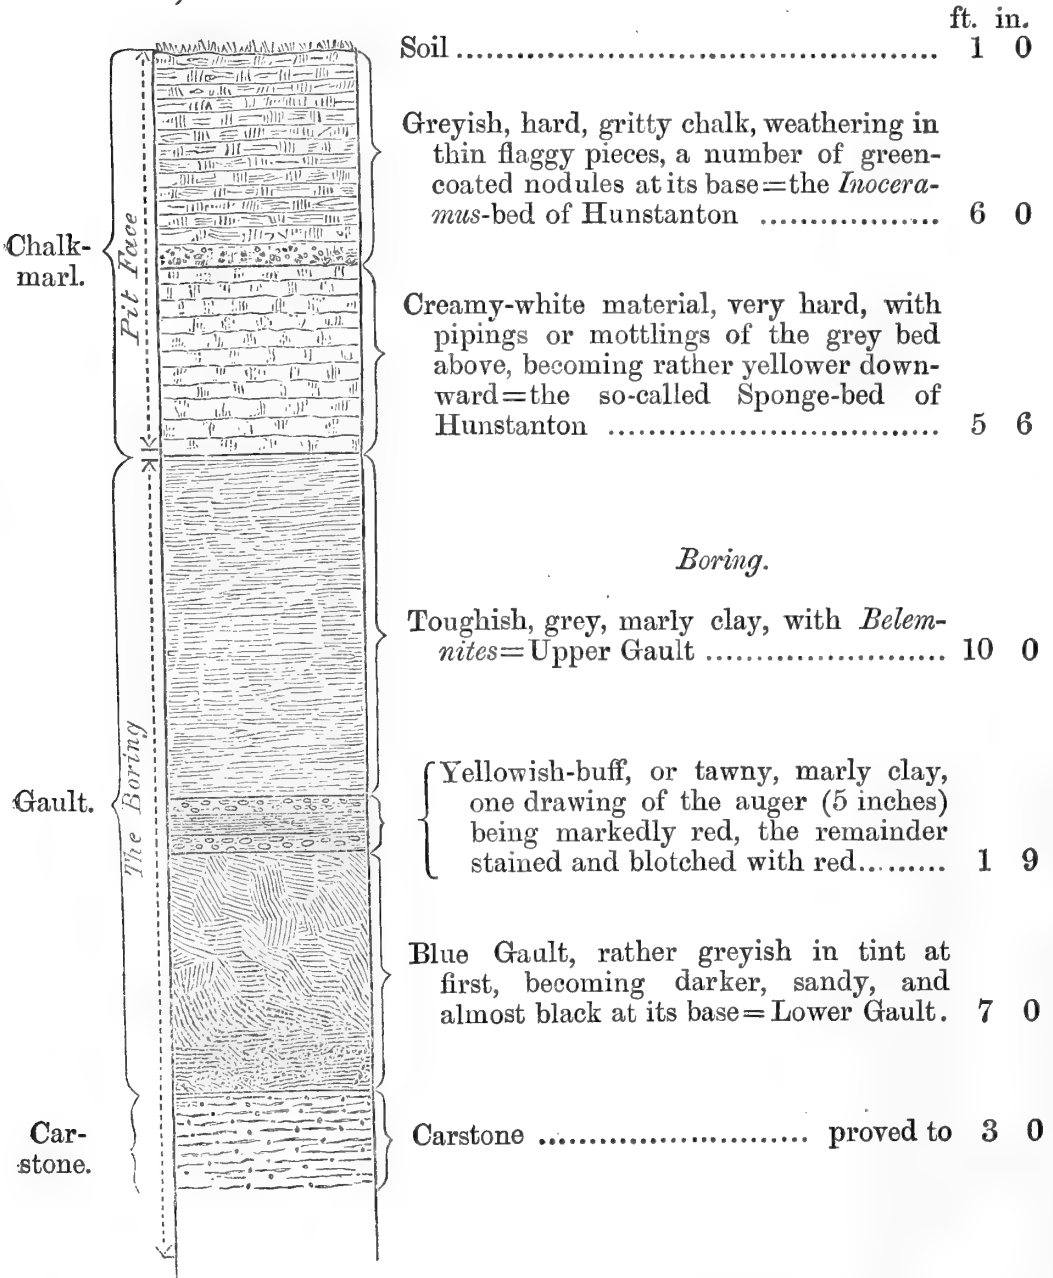 ft. in.
Soil ................................................ 1 0
Greyish, hard, gritty chalk, weathering in
thin flaggy pieces, a number of green-
coated nodules at its base=the Inocera-
mus-bed of Hunstanton .................. 6 0
Chalk-
marl.
Pit Face
Creamy-white material, very hard, with
pipings or mottlings of the grey bed
above, becoming rather yellower down-
ward=the so-called Sponge-bed of
Hunstanton ................................. 5 6
Boring.
Toughish, grey, marly clay, with Belem-
nites=Upper Gault ........................ 10 0
Gault.
The Boring
Yellowish-buff, or tawny, marly clay,
one drawing of the auger (5 inches)
being markedly red, the remainder
stained and blotched with red......... 1 9
Blue Gault, rather greyish in tint at
first, becoming darker, sandy, and
almost black at its base=Lower Gault. 7 0
Car-
stone.
Carstone ........................... proved to 3 0